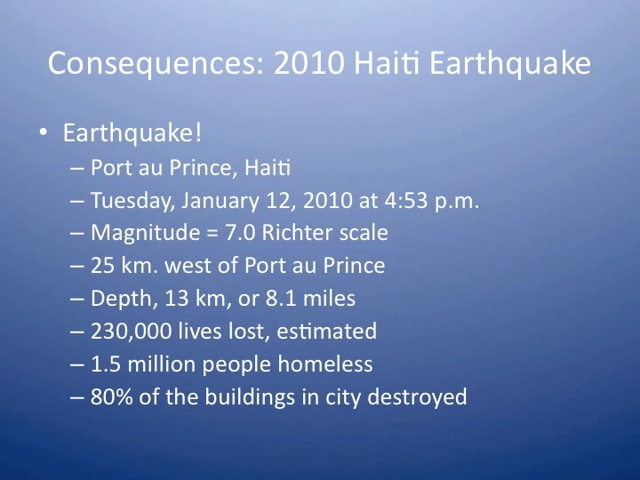 Consequences: 2010 Haiti Earthquake
• Earthquake!
– Port au Prince, Haiti
– Tuesday, January 12, 2010 at 4:53 p.m.
– Magnitude = 7.0 Richter scale
– 25 km. west of Port au Prince
– Depth, 13 km, or 8.1 miles
– 230,000 lives lost, estimated
– 1.5 million people homeless
– 80% of the buildings in city destroyed